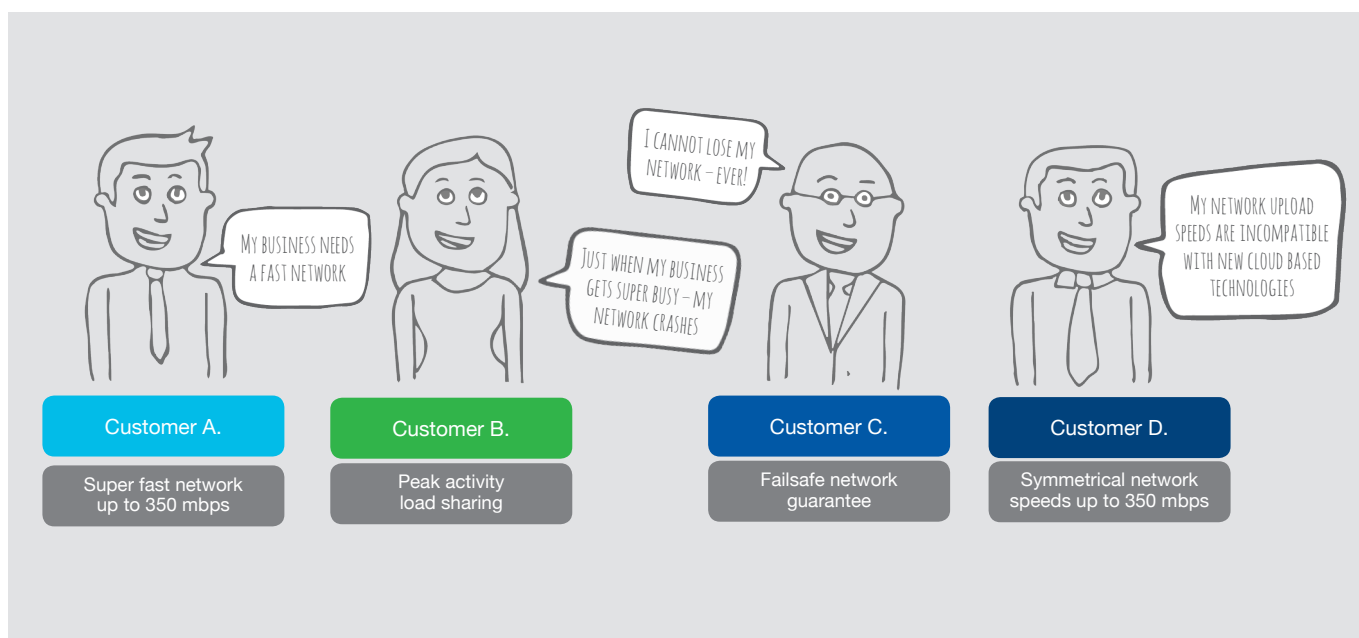 MY BUSINESS NEEDS
A FAST NETWORK
Customer A.
Super fast network
up to 350 mbps
JUST WHEN MY BUSINESS
GETS SUPER BUSY – MY
NETWORK CRASHES
Customer B.
Peak activity
load sharing
I CANNOT LOSE MY
NETWORK – EVER!
Customer C.
Failsafe network
guarantee
MY NETWORK UPLOAD
SPEEDS ARE INCOMPATIBLE
WITH NEW CLOUD BASED
TECHNOLOGIES
Customer D.
Symmetrical network
speeds up to 350 mbps